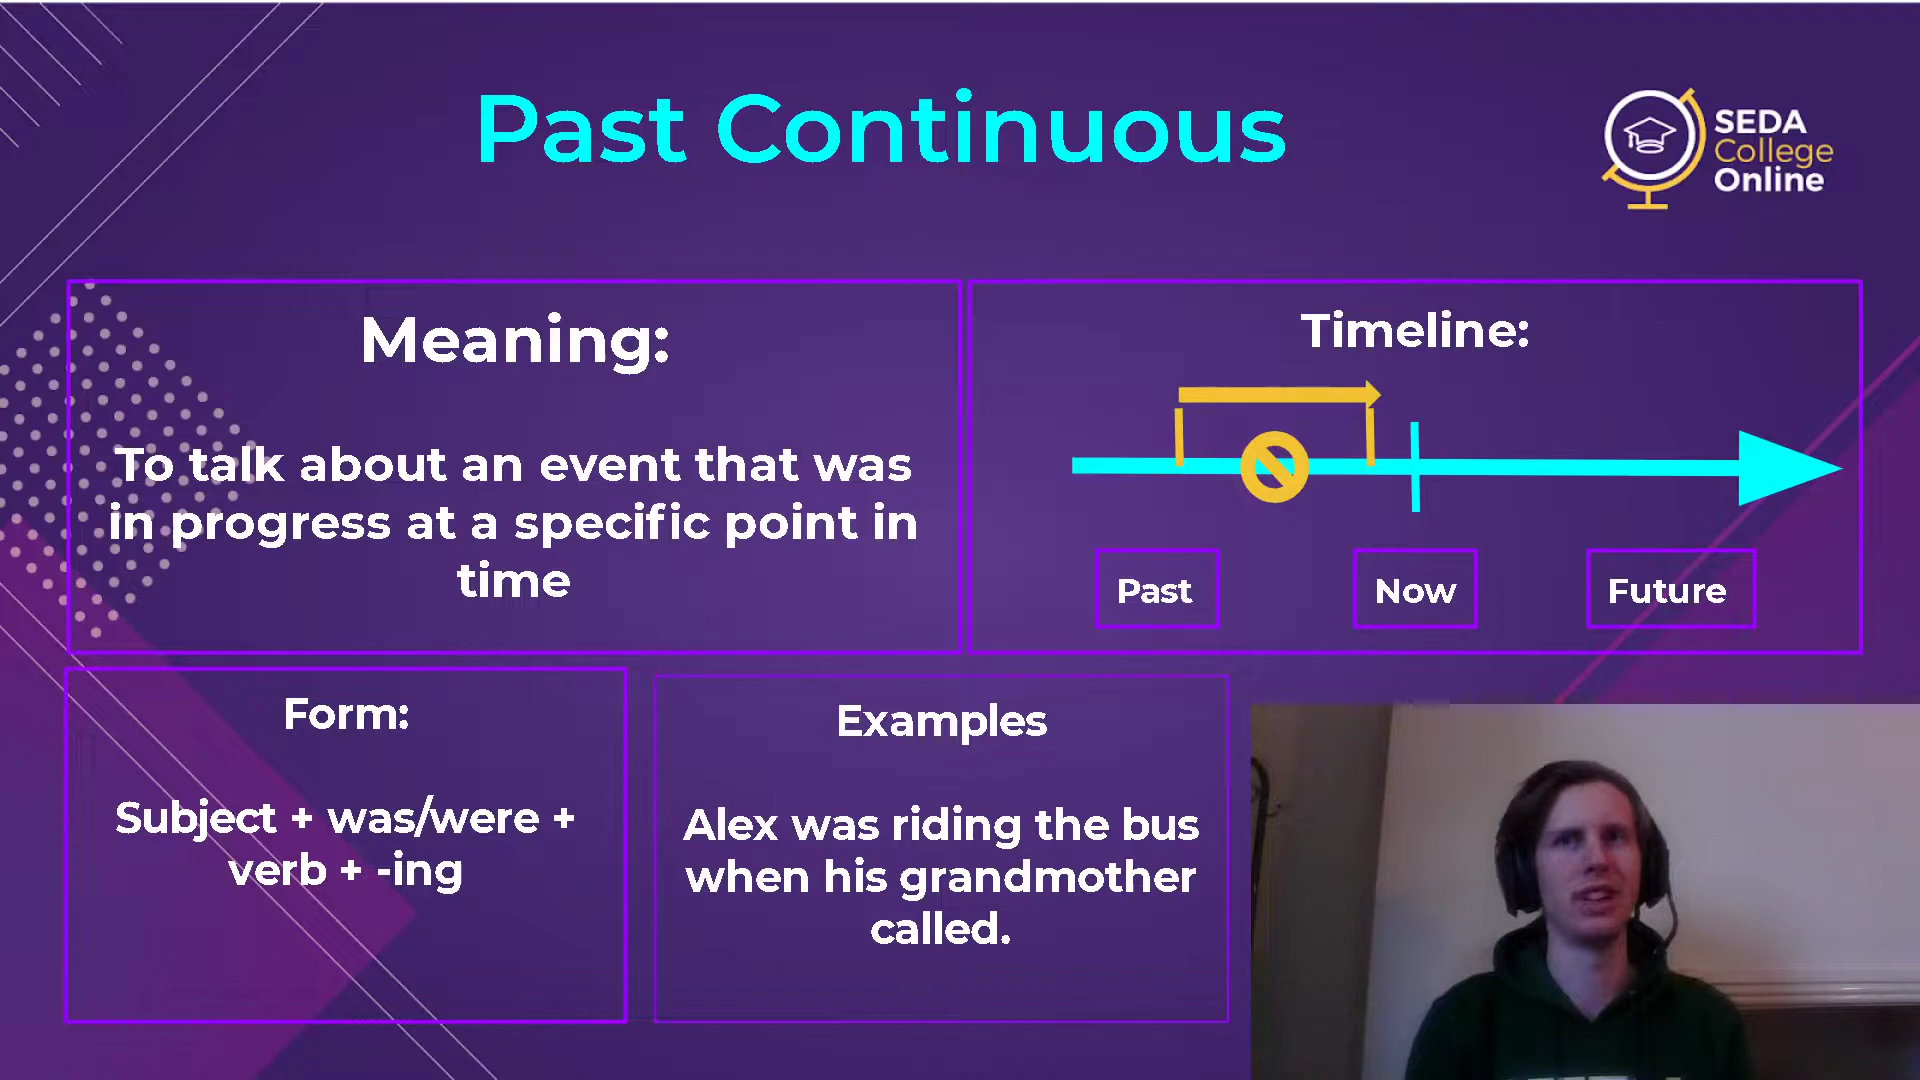 Past Continuous
SEDA
College
Online
Meaning:
To talk about an event that was
in progress at a specific point in
time
Timeline:
Past
Now
Future
Form:
Subject + was/were +
verb + -ing
Examples
Alex was riding the bus
when his grandmother
called.